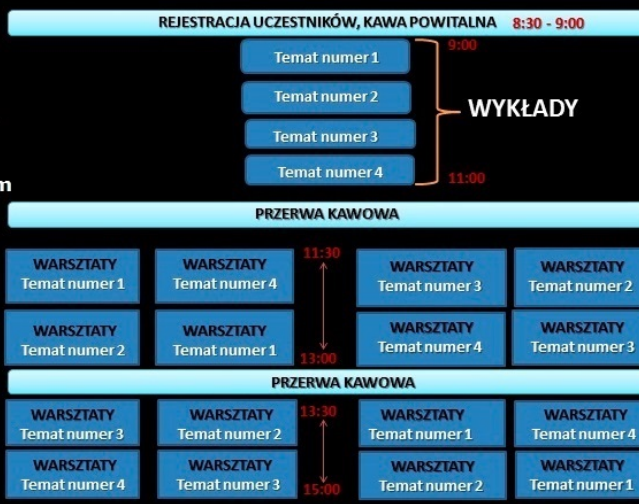 REJESTRACJA UCZESTNIKÓW, KAWA POWITALNA 8:30 - 9:00
9:00
Temat numer 1
Temat numer 2
Temat numer 3
Temat numer 4
WYKŁADY
11:00
m
PRZERWA KAWOWA
11:30
WARSZTATY
Temat numer 1
WARSZTATY
Temat numer 4
WARSZTATY
Temat numer 3
WARSZTATY
Temat numer 2
WARSZTATY
Temat numer 2
WARSZTATY
Temat numer 1
WARSZTATY
Temat numer 4
WARSZTATY
Temat numer 3
13:00
PRZERWA KAWOWA
13:30
WARSZTATY
Temat numer 3
WARSZTATY
Temat numer 2
WARSZTATY
Temat numer 1
WARSZTATY
Temat numer 4
WARSZTATY
Temat numer 4
WARSZTATY
Temat numer 3
WARSZTATY
Temat numer 2
WARSZTATY
Temat numer 1
15:00